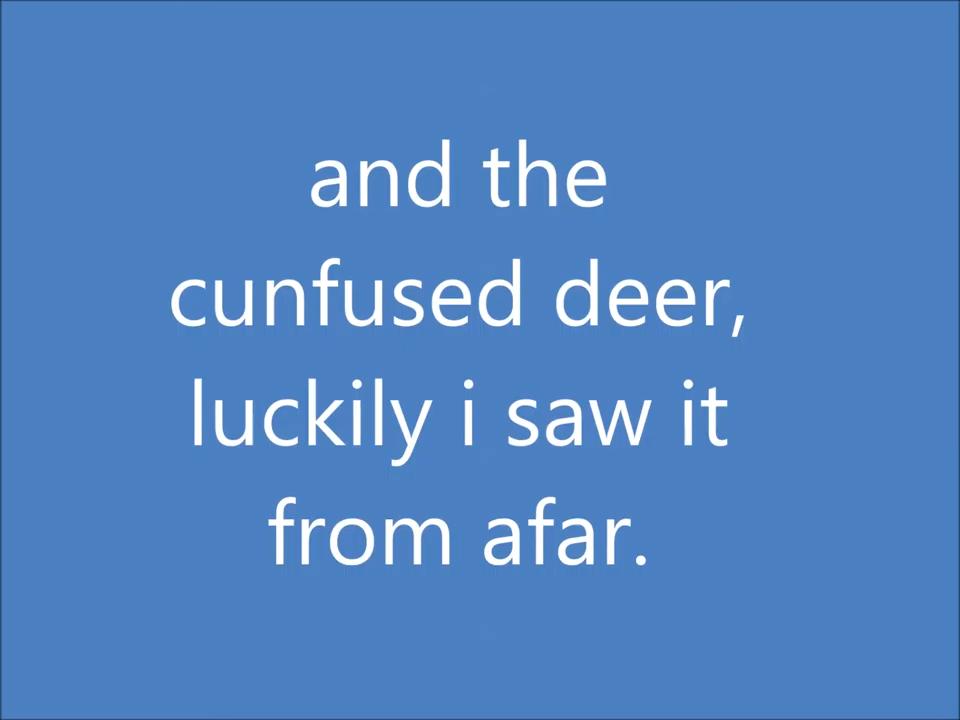 and the
cunfused deer,
luckily i saw it
from afar.